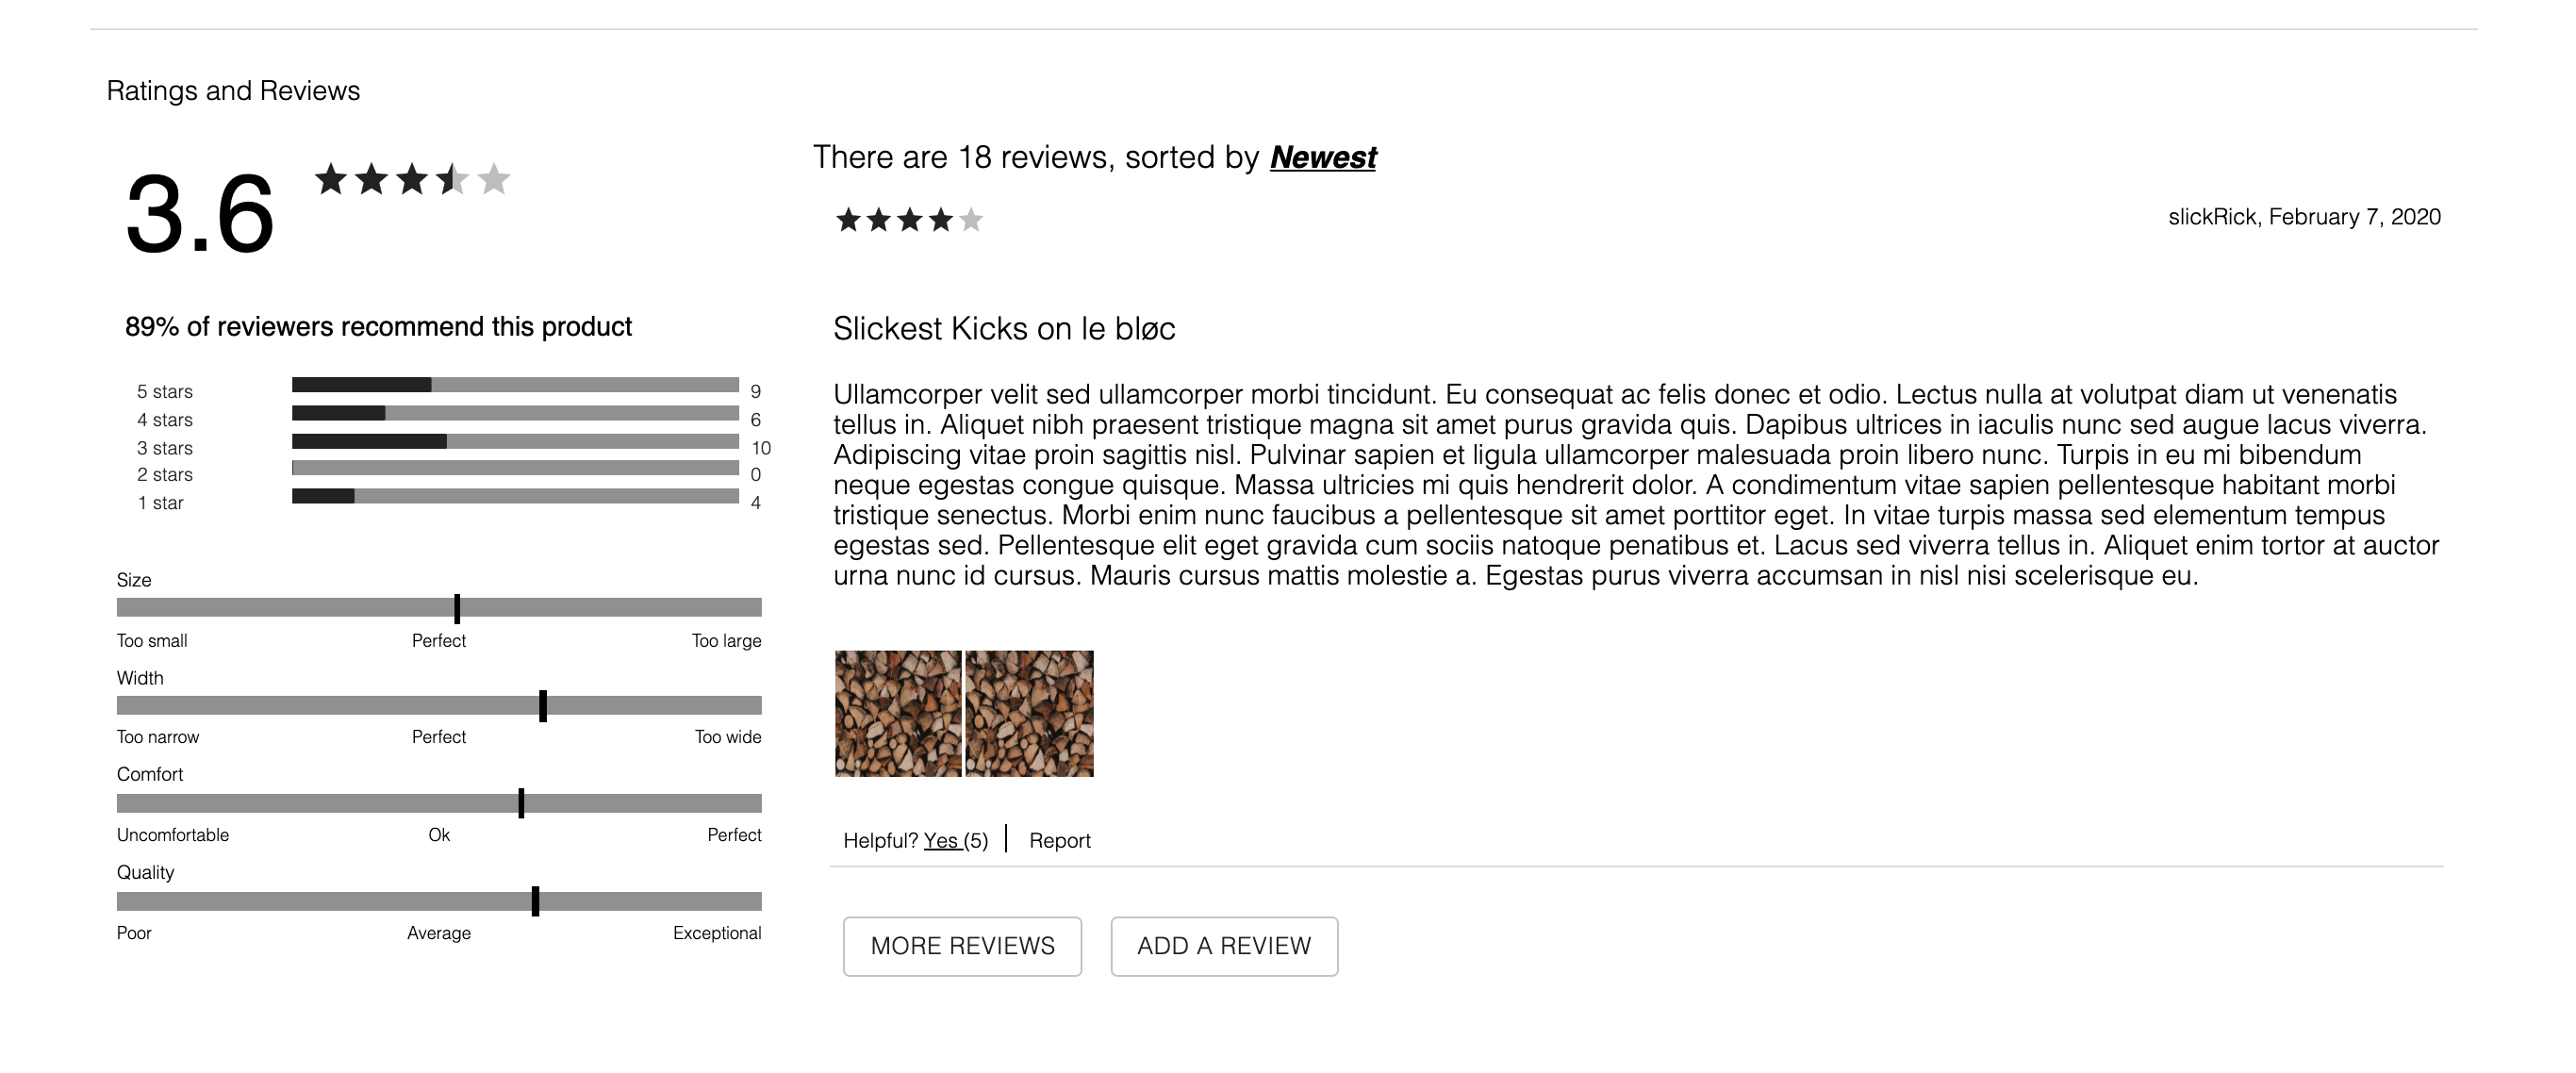 Ratings and Reviews
3.6
89% of reviewers recommend this product
5 stars 9
4 stars 6
3 stars 10
2 stars 0
1 star 4
Size
Too small Perfect Too large
Width
Too narrow Perfect Too wide
Comfort
Uncomfortable Ok Perfect
Quality
Poor Average Exceptional
There are 18 reviews, sorted by Newest
slickRick, February 7, 2020
Slickest Kicks on le bløc
Ullamcorper velit sed ullamcorper morbi tincidunt. Eu consequat ac felis donec et odio. Lectus nulla at volutpat diam ut venenatis
tellus in. Aliquet nibh praesent tristique magna sit amet purus gravida quis. Dapibus ultrices in iaculis nunc sed augue lacus viverra.
Adipiscing vitae proin sagittis nisl. Pulvinar sapien et ligula ullamcorper malesuada proin libero nunc. Turpis in eu mi bibendum
neque egestas congue quisque. Massa ultricies mi quis hendrerit dolor. A condimentum vitae sapien pellentesque habitant morbi
tristique senectus. Morbi enim nunc faucibus a pellentesque sit amet porttitor eget. In vitae turpis massa sed elementum tempus
egestas sed. Pellentesque elit eget gravida cum sociis natoque penatibus et. Lacus sed viverra tellus in. Aliquet enim tortor at auctor
urna nunc id cursus. Mauris cursus mattis molestie a. Egestas purus viverra accumsan in nisl nisi scelerisque eu.
Helpful? Yes (5) | Report
MORE REVIEWS ADD A REVIEW